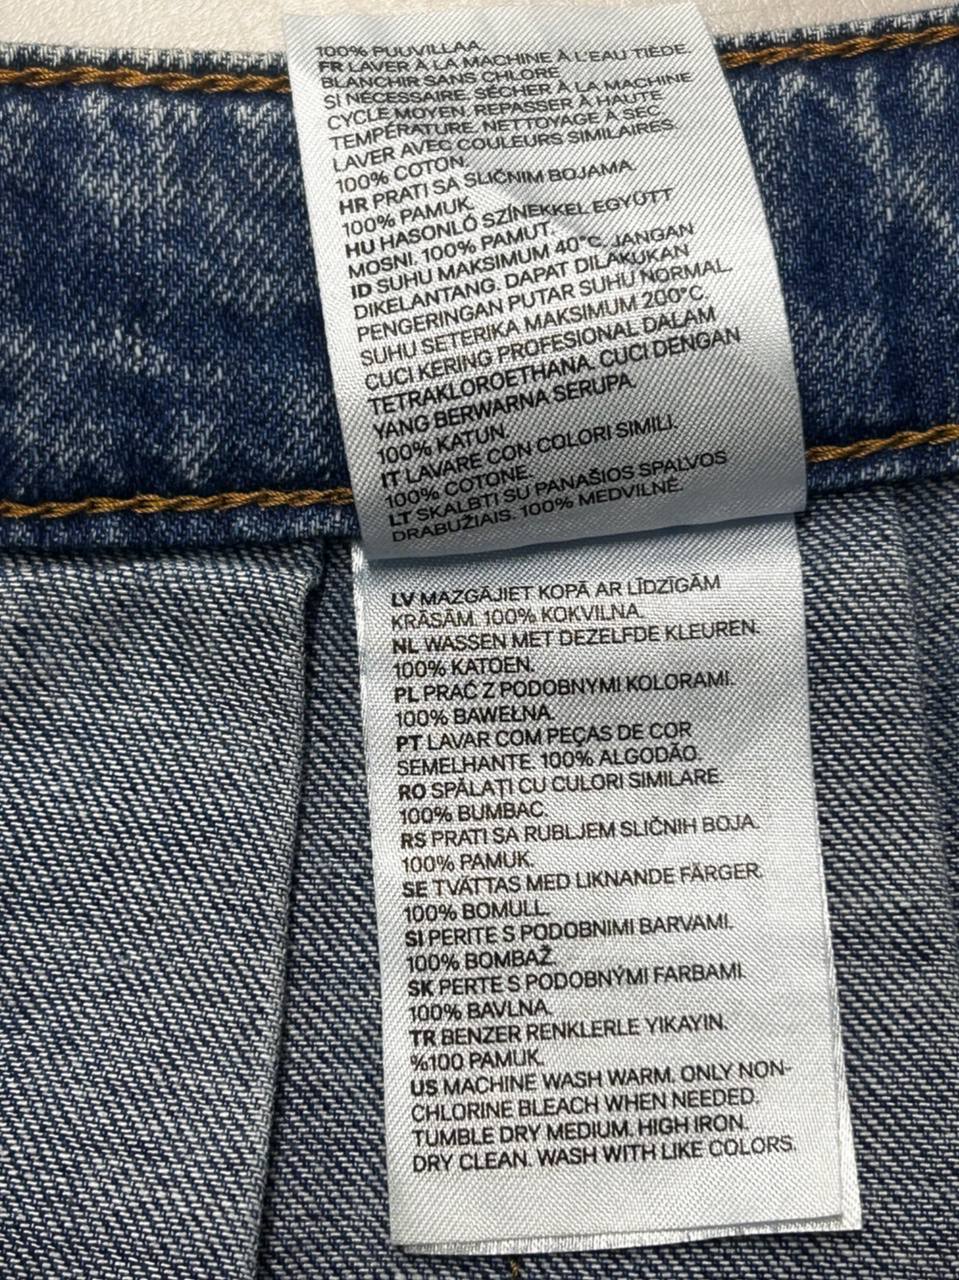 100% PUUVILLAA.
FR LAVER À LA MACHINE À L'EAU TIÈDE.
BLANCHIR SANS CHLORE
SI NÉCESSAIRE. SÉCHER À LA MACHINE
CYCLE MOYEN. REPASSER À HAUTE
TEMPÉRATURE. NETTOYAGE À SEC.
LAVER AVEC COULEURS SIMILAIRES.
100% COTON.
HR PRATI SA SLIČNIM BOJAMA.
100% PAMUK.
HU HASONLÓ SZÍNEKKEL EGYÜTT
MOSNI. 100% PAMUT.
ID SUHU MAKSIMUM 40°C. JANGAN
DIKELANTANG. DAPAT DILAKUKAN
PENGERINGAN PUTAR SUHU NORMAL.
SUHU SETERIKA MAKSIMUM 200°C.
CUCI KERING PROFESIONAL DALAM
TETRAKLOROETHANA. CUCI DENGAN
YANG BERWARNA SERUPA.
100% KATUN.
IT LAVARE CON COLORI SIMILI.
100% COTONE.
LT SKALBTI SU PANAŠIOS SPALVOS
DRABUŽIAIS. 100% MEDVILNĖ.
LV MAZGĀJIET KOPĀ AR LĪDZĪGĀM
KRĀSĀM. 100% KOKVILNA.
NL WASSEN MET DEZELFDE KLEUREN.
100% KATOEN.
PL PRAĆ Z PODOBNYMI KOLORAMI.
100% BAWEŁNA.
PT LAVAR COM PEÇAS DE COR
SEMELHANTE. 100% ALGODÃO.
RO SPĂLAȚI CU CULORI SIMILARE.
100% BUMBAC.
RS PRATI SA RUBLJEM SLIČNIH BOJA.
100% PAMUK.
SE TVÄTTAS MED LIKNANDE FÄRGER.
100% BOMULL.
SI PERITE S PODOBNIMI BARVAMI.
100% BOMBAŽ.
SK PERTE S PODOBNÝMI FARBAMI.
100% BAVLNA.
TR BENZER RENKLERLE YIKAYIN.
%100 PAMUK.
US MACHINE WASH WARM. ONLY NON-
CHLORINE BLEACH WHEN NEEDED.
TUMBLE DRY MEDIUM. HIGH IRON.
DRY CLEAN. WASH WITH LIKE COLORS.